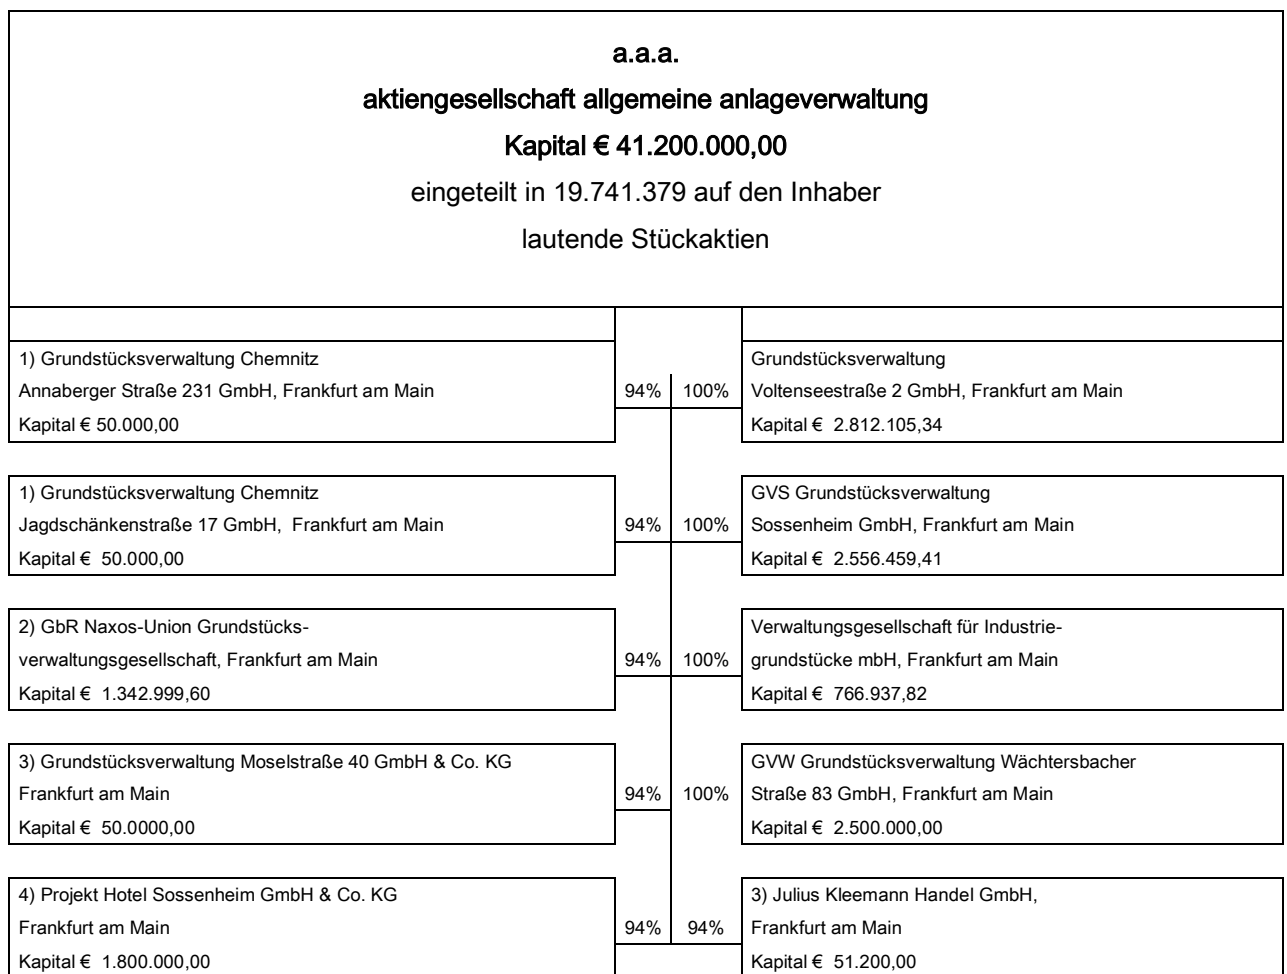 a.a.a.
aktiengesellschaft allgemeine anlageverwaltung
Kapital € 41.200.000,00
eingeteilt in 19.741.379 auf den Inhaber
lautende Stückaktien
1) Grundstücksverwaltung Chemnitz
Annaberger Straße 231 GmbH, Frankfurt am Main
Kapital € 50.000,00
94%
100%
Grundstücksverwaltung
Voltenseestraße 2 GmbH, Frankfurt am Main
Kapital € 2.812.105,34
1) Grundstücksverwaltung Chemnitz
Jagdschänkenstraße 17 GmbH, Frankfurt am Main
Kapital € 50.000,00
94%
100%
GVS Grundstücksverwaltung
Sossenheim GmbH, Frankfurt am Main
Kapital € 2.556.459,41
2) GbR Naxos-Union Grundstücks-
verwaltungsgesellschaft, Frankfurt am Main
Kapital € 1.342.999,60
94%
100%
Verwaltungsgesellschaft für Industrie-
grundstücke mbH, Frankfurt am Main
Kapital € 766.937,82
3) Grundstücksverwaltung Moselstraße 40 GmbH & Co. KG
Frankfurt am Main
Kapital € 50.0000,00
94%
100%
GVW Grundstücksverwaltung Wächtersbacher
Straße 83 GmbH, Frankfurt am Main
Kapital € 2.500.000,00
4) Projekt Hotel Sossenheim GmbH & Co. KG
Frankfurt am Main
Kapital € 1.800.000,00
94%
94%
3) Julius Kleemann Handel GmbH,
Frankfurt am Main
Kapital € 51.200,00